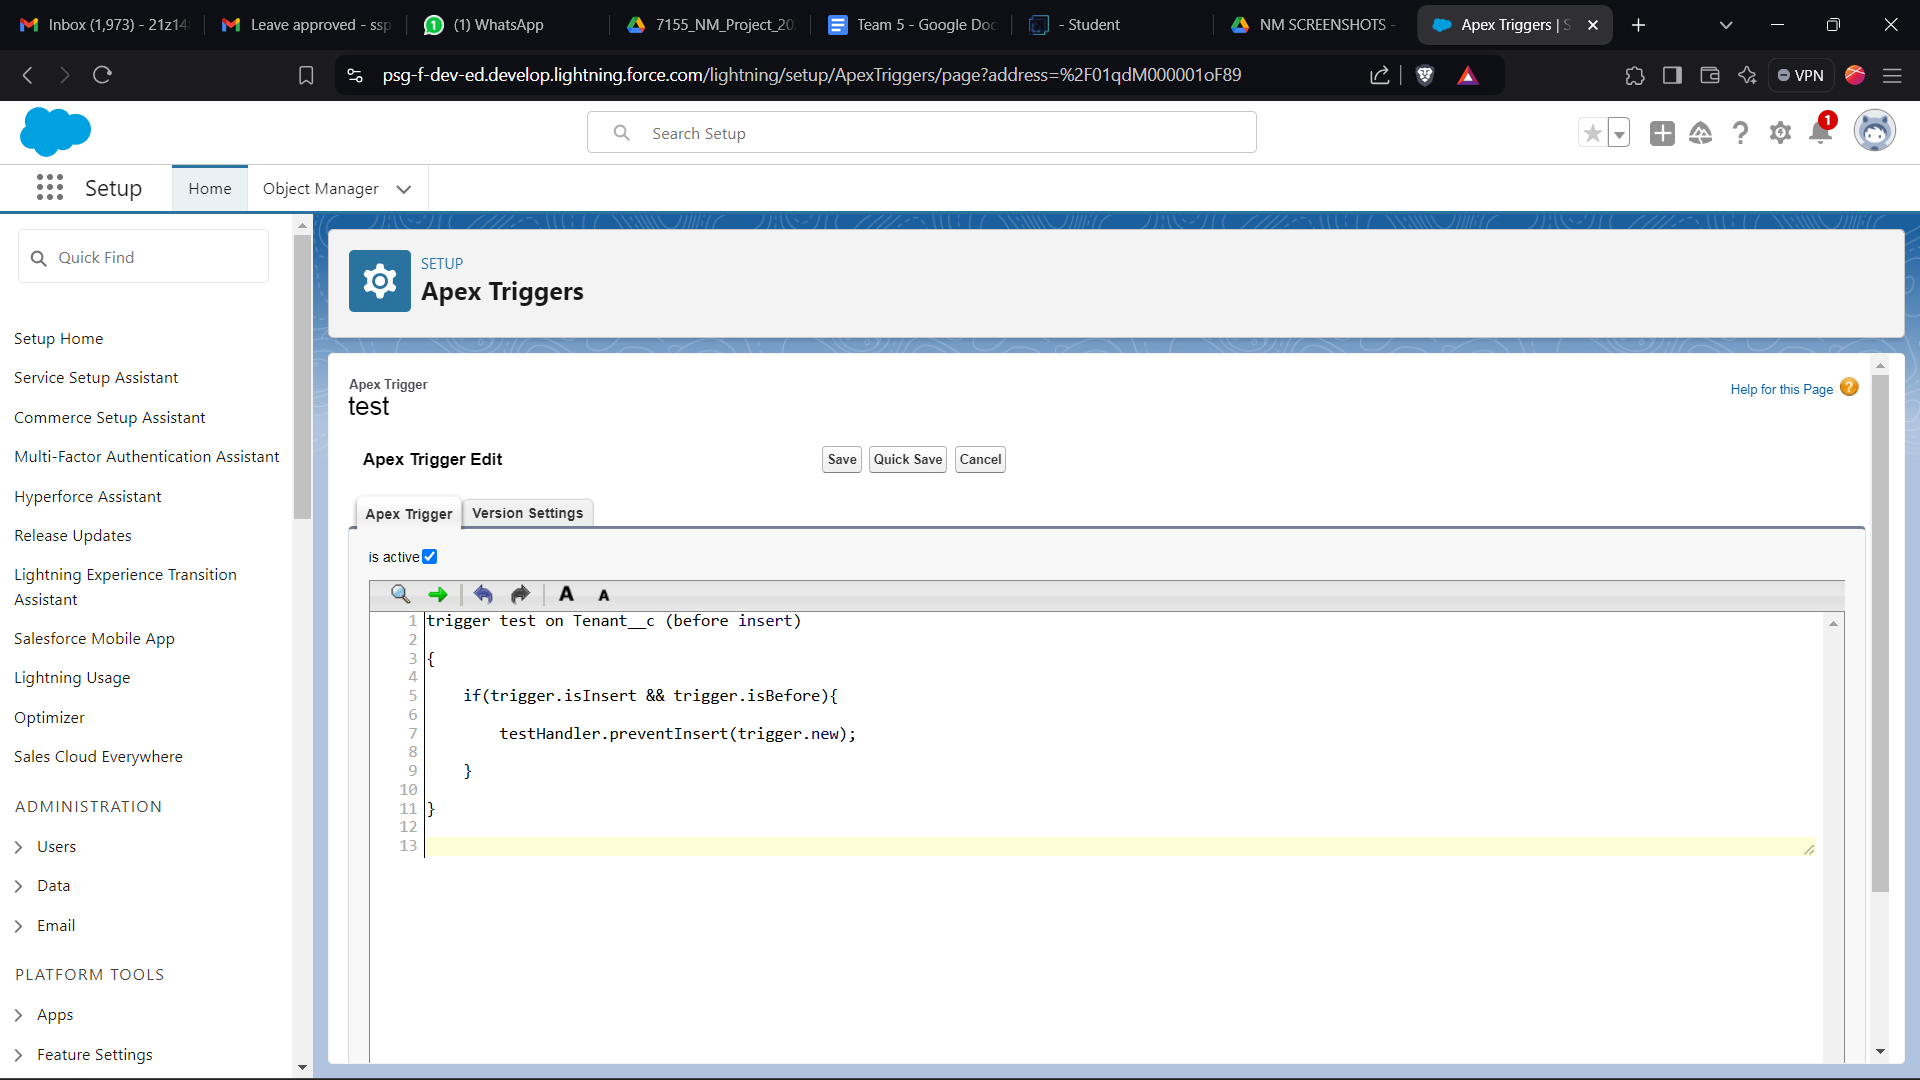 Inbox (1,973) - 21z14
Leave approved - ssp
(1) WhatsApp
7155_NM_Project_20
Team 5 - Google Doc
- Student
NM SCREENSHOTS -
Apex Triggers | S
psg-f-dev-ed.develop.lightning.force.com/lightning/setup/ApexTriggers/page?address=%2F01qdM000001oF89
VPN
Search Setup
1
Setup
Home
Object Manager
Quick Find
Setup Home
Service Setup Assistant
Commerce Setup Assistant
Multi-Factor Authentication Assistant
Hyperforce Assistant
Release Updates
Lightning Experience Transition
Assistant
Salesforce Mobile App
Lightning Usage
Optimizer
Sales Cloud Everywhere
ADMINISTRATION
Users
Data
Email
PLATFORM TOOLS
Apps
Feature Settings
SETUP
Apex Triggers
Apex Trigger
test
Help for this Page
Apex Trigger Edit
Save
Quick Save
Cancel
Apex Trigger
Version Settings
is active
A A
1 trigger test on Tenant__c (before insert)
2
3 {
4
5 if(trigger.isInsert && trigger.isBefore){
6
7 testHandler.preventInsert(trigger.new);
8
9 }
10
11 }
12
13